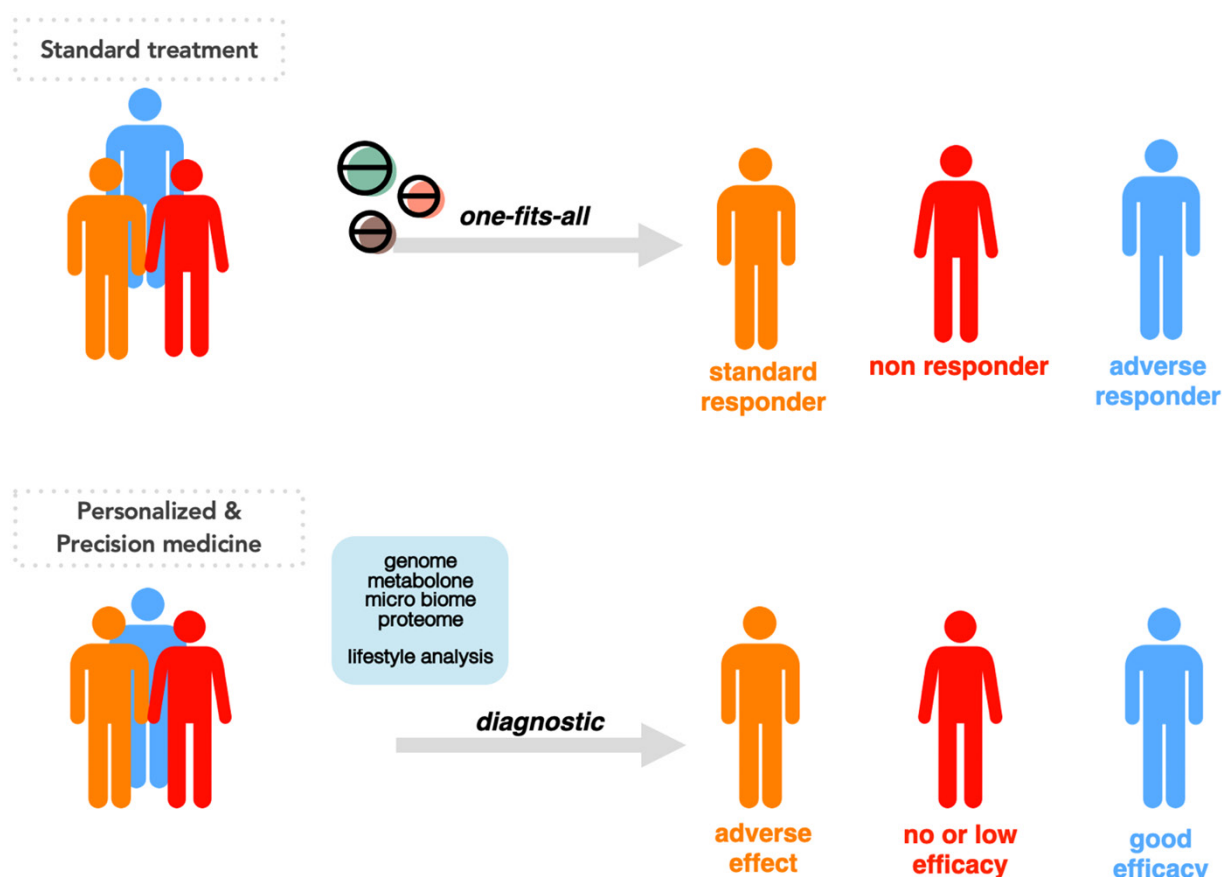 Standard treatment
one-fits-all
standard
responder
non responder
adverse
responder
Personalized &
Precision medicine
genome
metabolone
micro biome
proteome
lifestyle analysis
diagnostic
adverse
effect
no or low
efficacy
good
efficacy